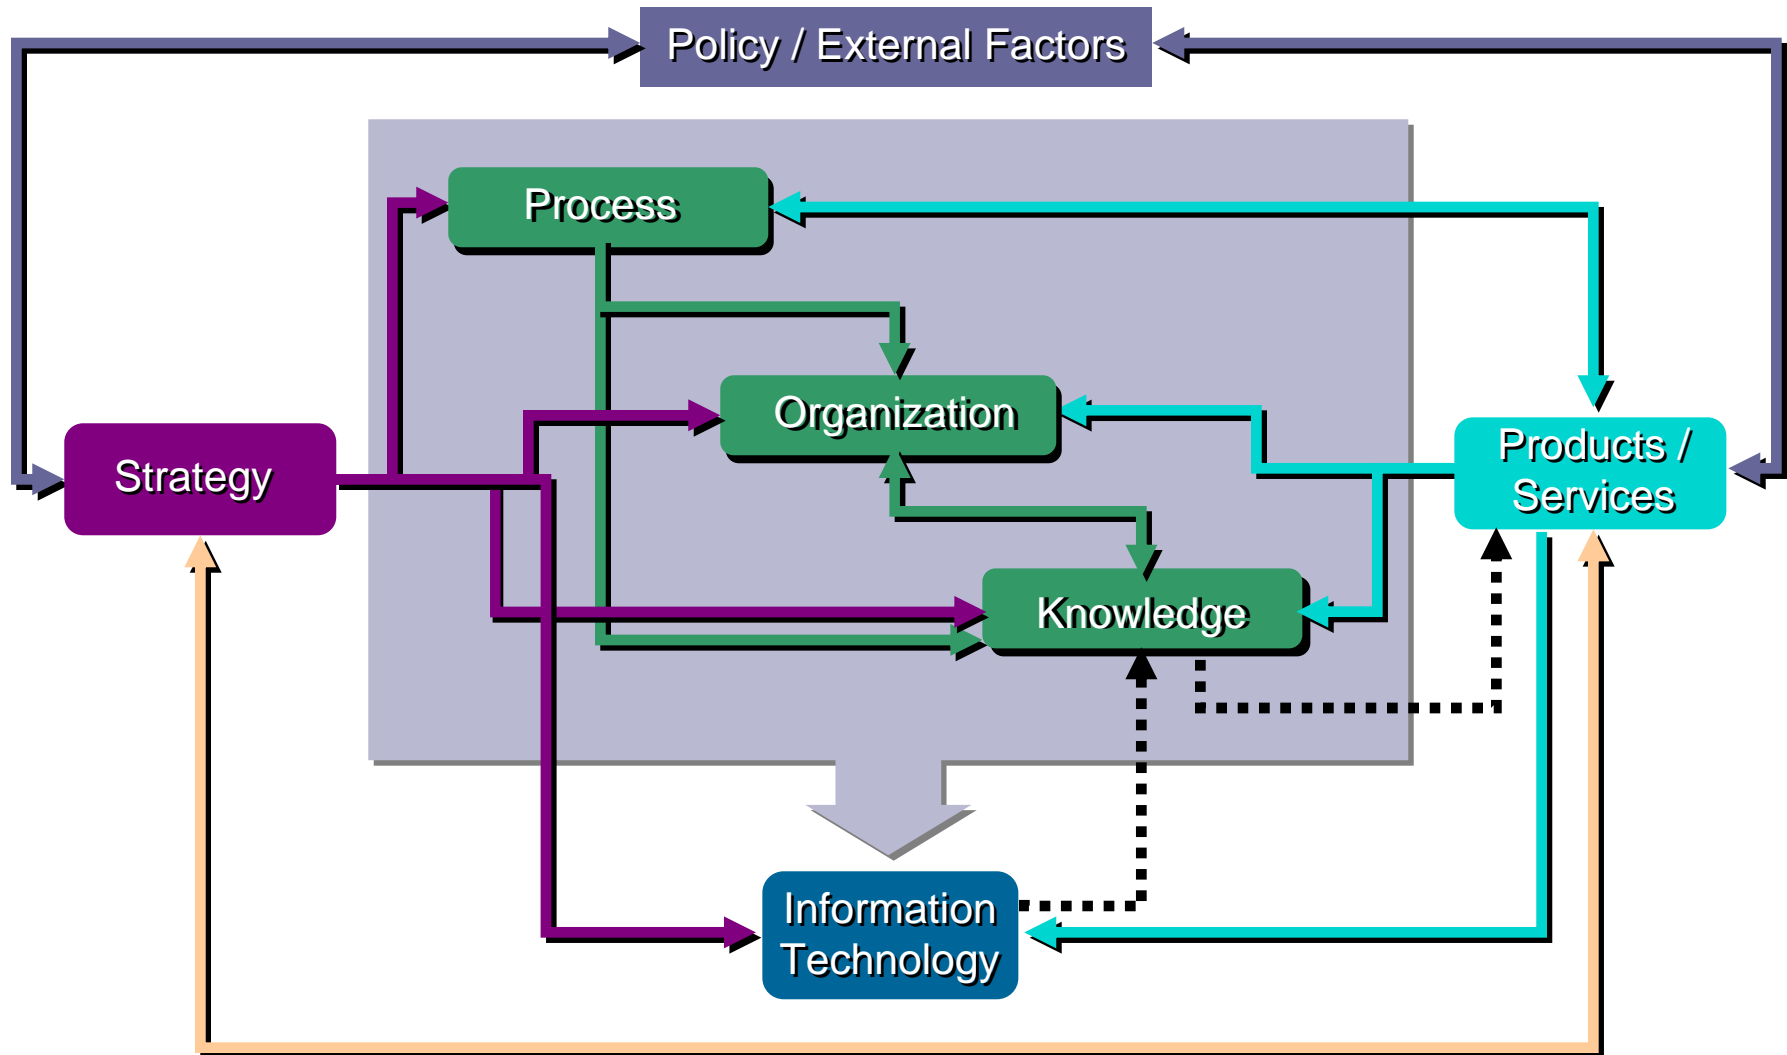 Policy / External Factors
Process
Organization
Strategy
Products /
Services
Knowledge
Information
Technology